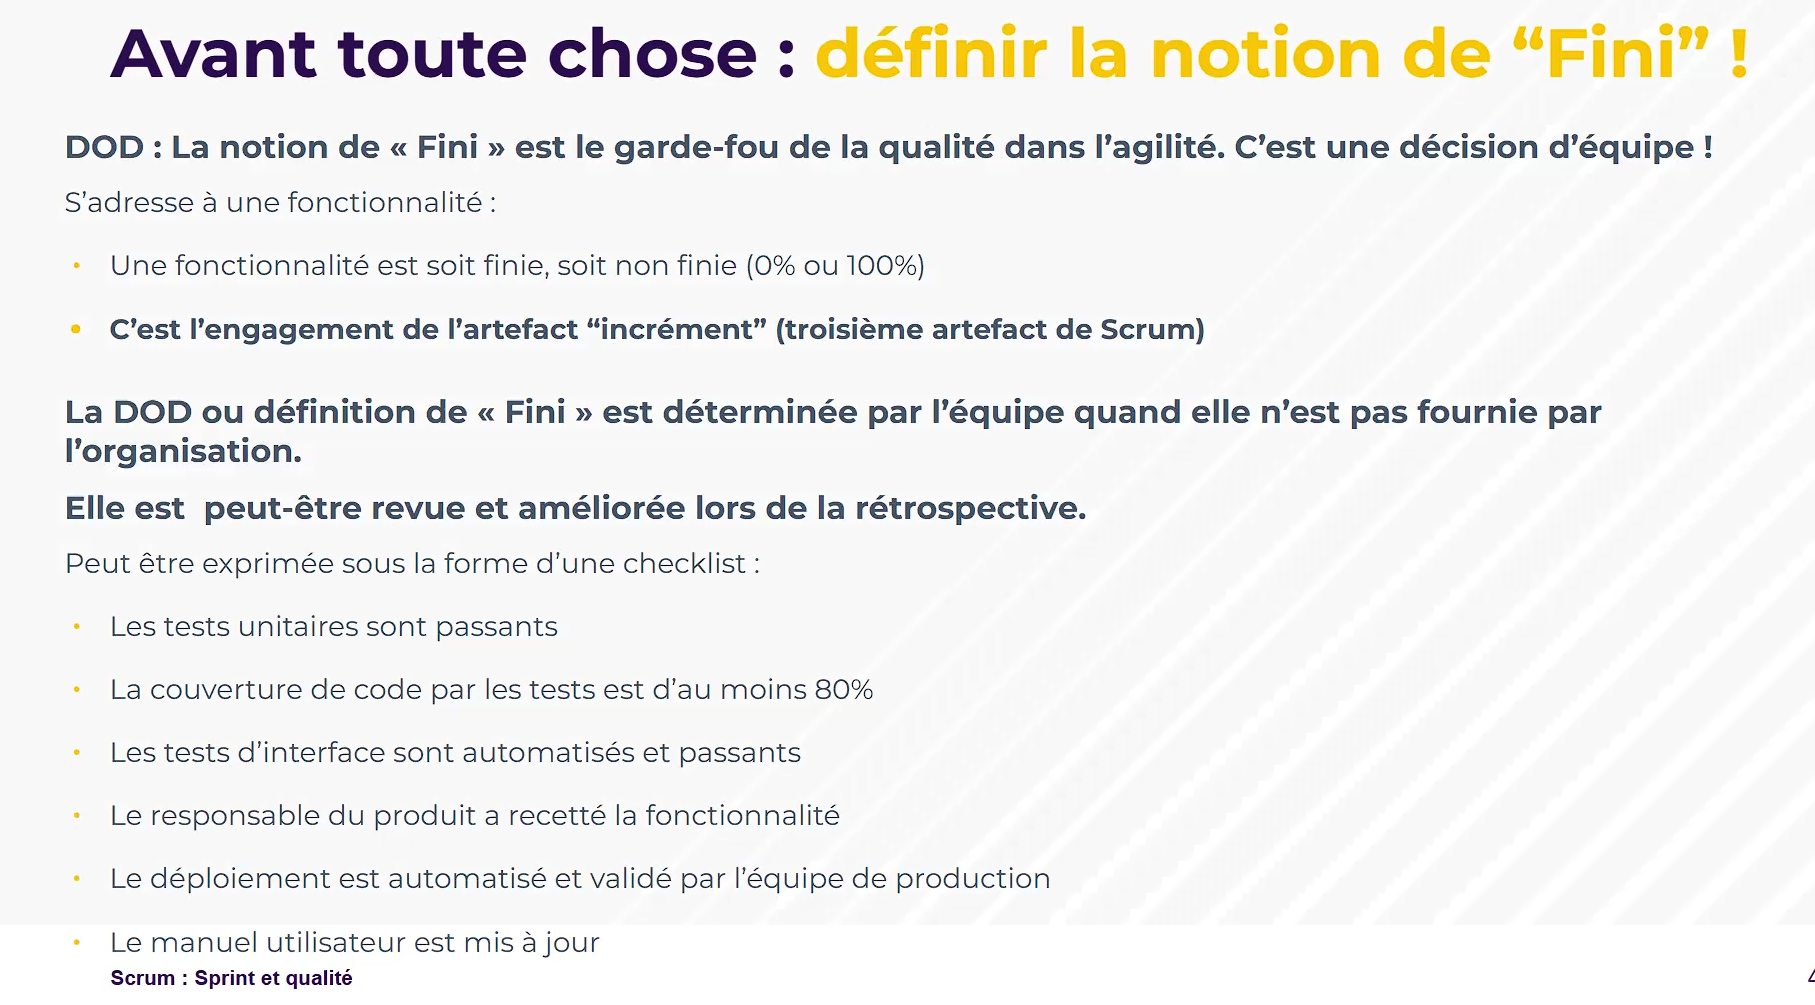 Avant toute chose : définir la notion de “Fini” !
DOD : La notion de « Fini » est le garde-fou de la qualité dans l’agilité. C’est une décision d’équipe !
S’adresse à une fonctionnalité :
• Une fonctionnalité est soit finie, soit non finie (0% ou 100%)
• C’est l’engagement de l’artefact “incrément” (troisième artefact de Scrum)
La DOD ou définition de « Fini » est déterminée par l’équipe quand elle n’est pas fournie par
l’organisation.
Elle est  peut-être revue et améliorée lors de la rétrospective.
Peut être exprimée sous la forme d’une checklist :
• Les tests unitaires sont passants
• La couverture de code par les tests est d’au moins 80%
• Les tests d’interface sont automatisés et passants
• Le responsable du produit a recetté la fonctionnalité
• Le déploiement est automatisé et validé par l’équipe de production
• Le manuel utilisateur est mis à jour
Scrum : Sprint et qualité